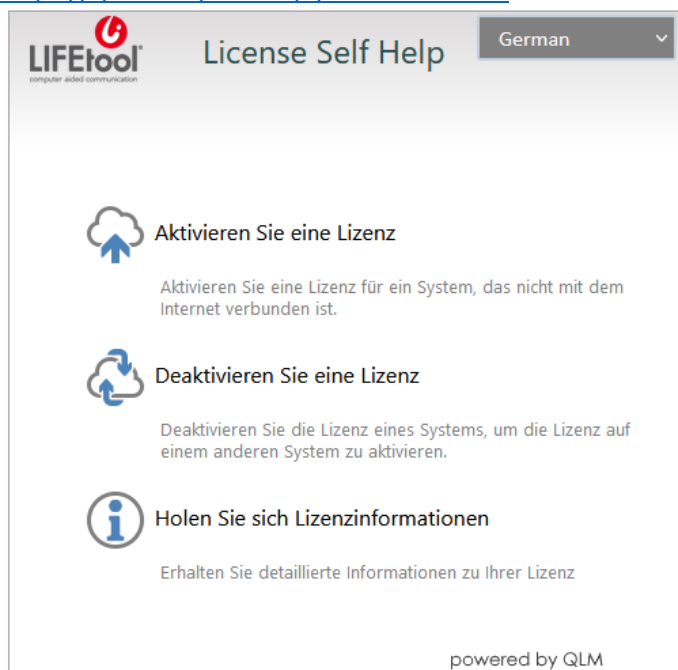 LIFEtool
computer aided communication
License Self Help
German
Aktivieren Sie eine Lizenz
Aktivieren Sie eine Lizenz für ein System, das nicht mit dem
Internet verbunden ist.
Deaktivieren Sie eine Lizenz
Deaktivieren Sie die Lizenz eines Systems, um die Lizenz auf
einem anderen System zu aktivieren.
Holen Sie sich Lizenzinformationen
Erhalten Sie detaillierte Informationen zu Ihrer Lizenz
powered by QLM